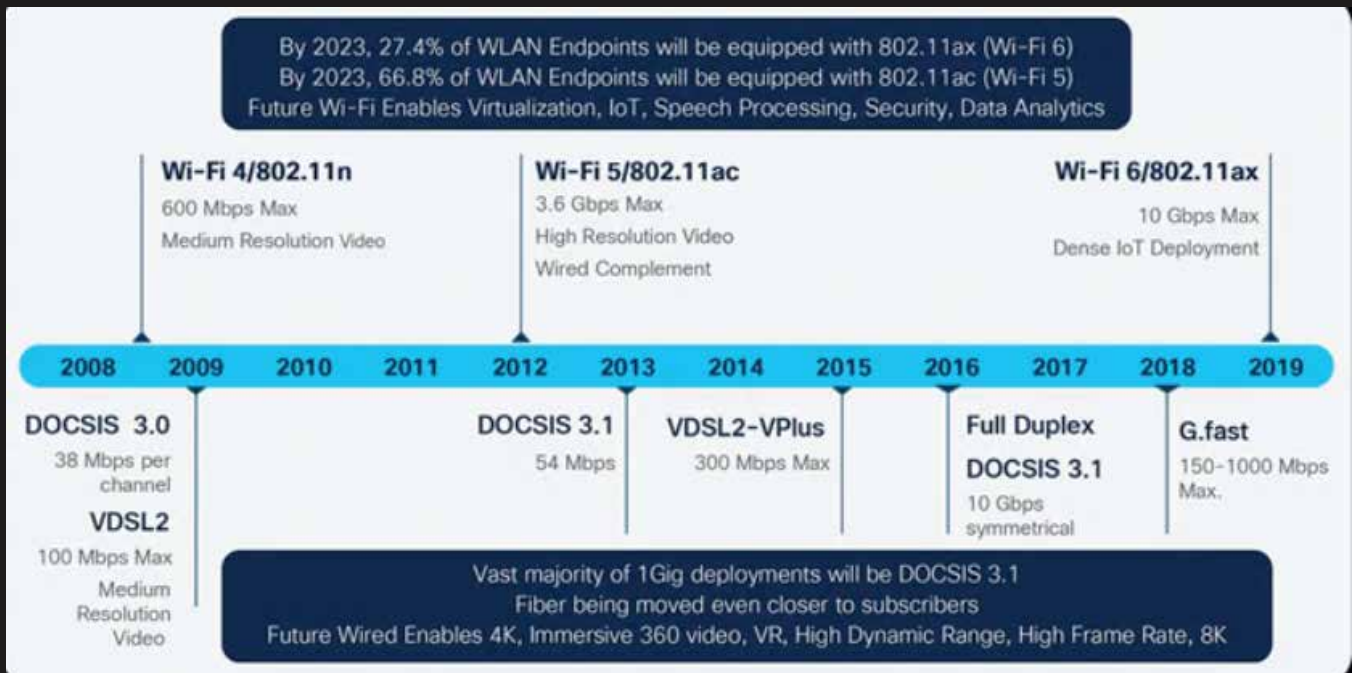 By 2023, 27.4% of WLAN Endpoints will be equipped with 802.11ax (Wi-Fi 6)
By 2023, 66.8% of WLAN Endpoints will be equipped with 802.11ac (Wi-Fi 5)
Future Wi-Fi Enables Virtualization, IoT, Speech Processing, Security, Data Analytics
Wi-Fi 4/802.11n
600 Mbps Max
Medium Resolution Video
Wi-Fi 5/802.11ac
3.6 Gbps Max
High Resolution Video
Wired Complement
Wi-Fi 6/802.11ax
10 Gbps Max
Dense IoT Deployment
2008 2009 2010 2011 2012 2013 2014 2015 2016 2017 2018 2019
DOCSIS 3.0
38 Mbps per
channel
VDSL2
100 Mbps Max
Medium
Resolution
Video
DOCSIS 3.1
54 Mbps
VDSL2-VPlus
300 Mbps Max
Full Duplex
DOCSIS 3.1
10 Gbps
symmetrical
G.fast
150-1000 Mbps
Max.
Vast majority of 1Gig deployments will be DOCSIS 3.1
Fiber being moved even closer to subscribers
Future Wired Enables 4K, Immersive 360 video, VR, High Dynamic Range, High Frame Rate, 8K